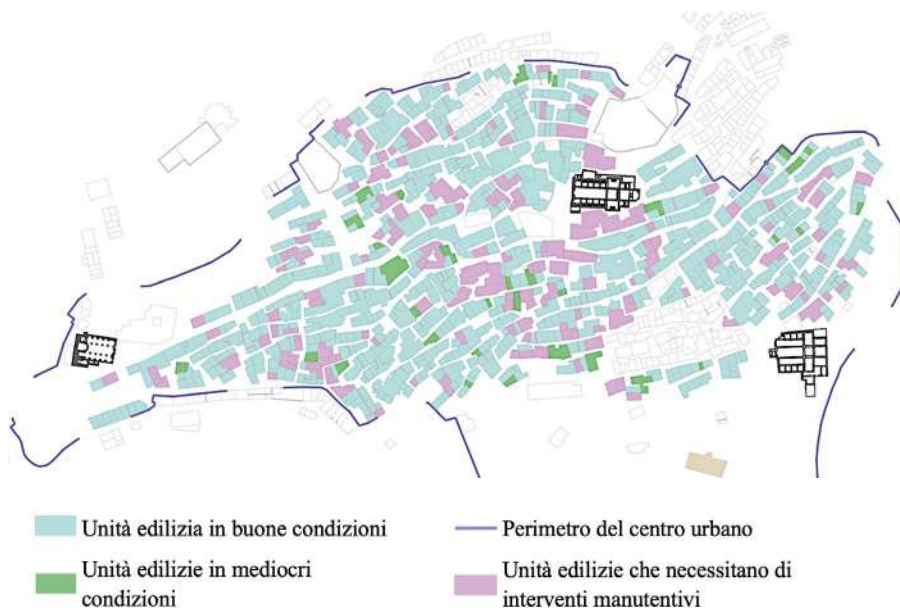 Unità edilizia in buone condizioni
Perimetro del centro urbano
Unità edilizie in mediocri
condizioni
Unità edilizie che necessitano di
interventi manutentivi